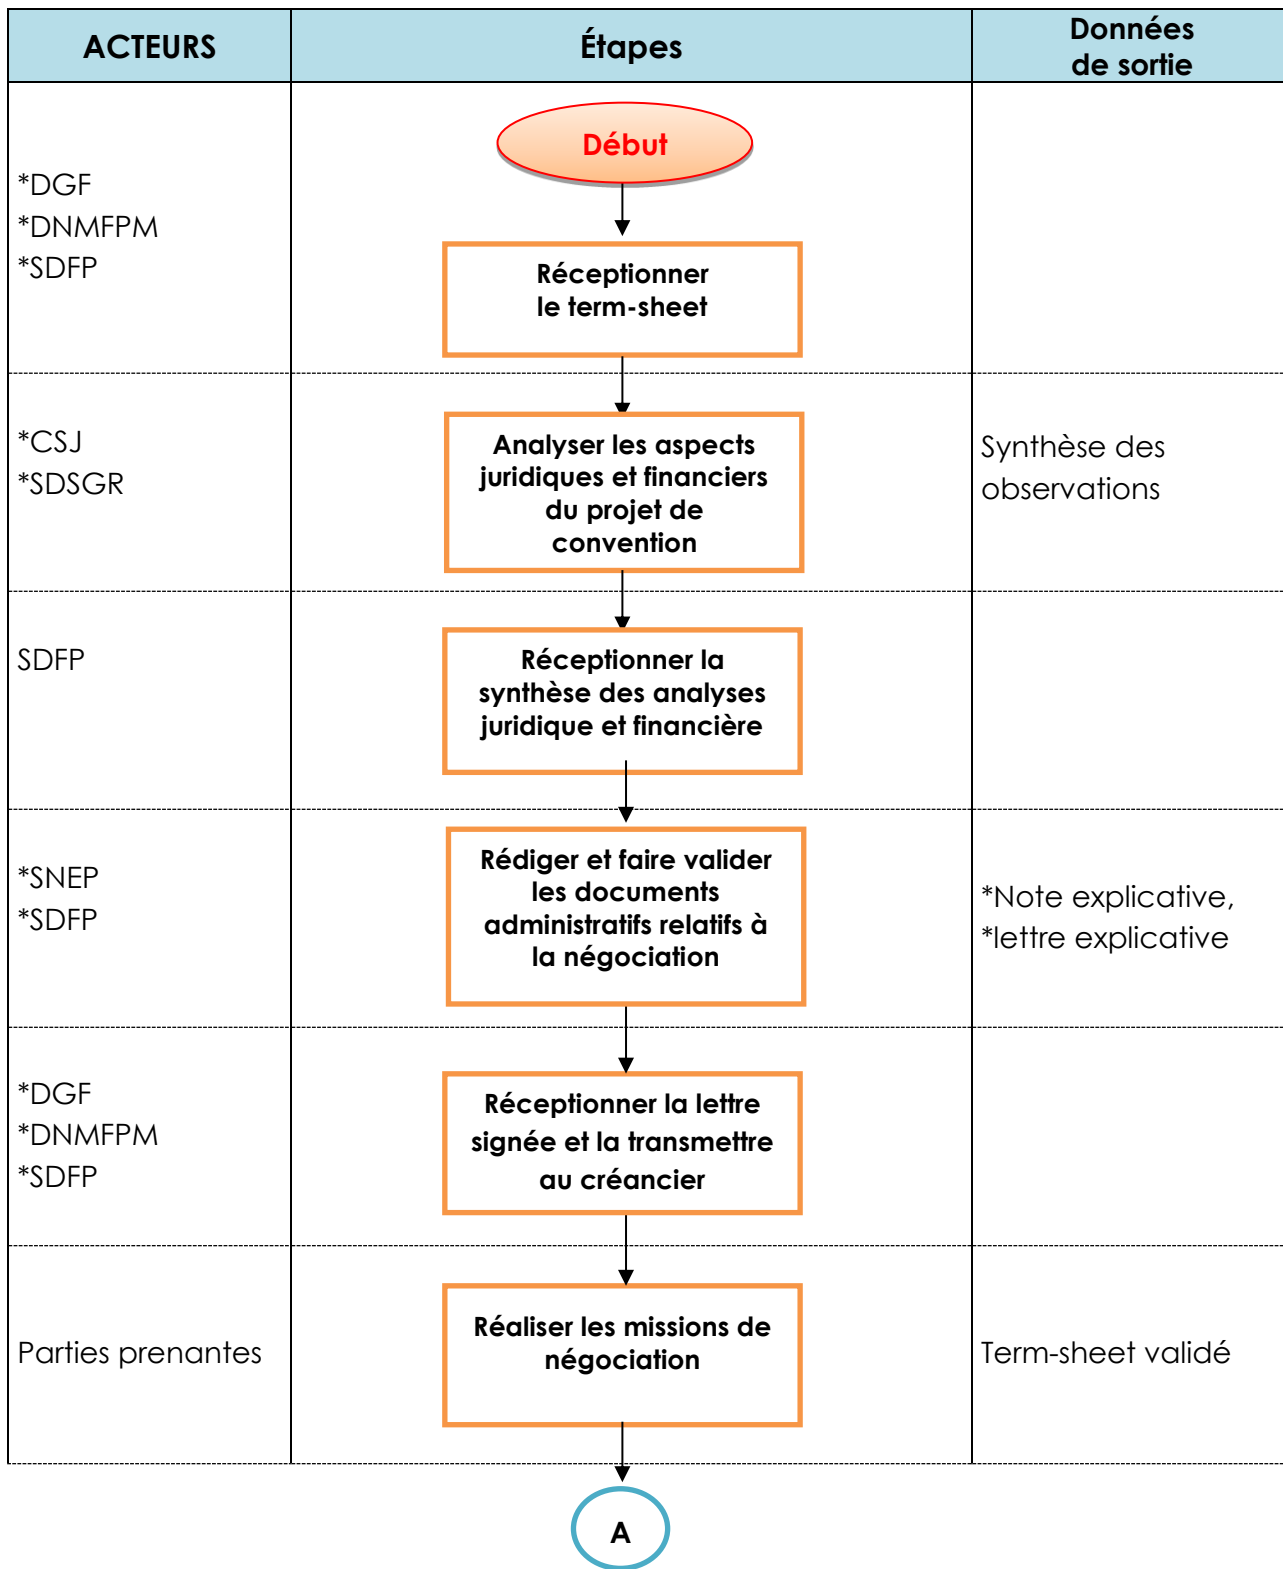 ACTEURS
Étapes
Données
de sortie
*DGF
*DNMFPM
*SDFP
Début
Réceptionner
le term-sheet
*CSJ
*SDSGR
Analyser les aspects
juridiques et financiers
du projet de
convention
Synthèse des
observations
SDFP
Réceptionner la
synthèse des analyses
juridique et financière
*SNEP
*SDFP
Rédiger et faire valider
les documents
administratifs relatifs à
la négociation
*Note explicative,
*lettre explicative
*DGF
*DNMFPM
*SDFP
Réceptionner la lettre
signée et la transmettre
au créancier
Parties prenantes
Réaliser les missions de
négociation
Term-sheet validé
A